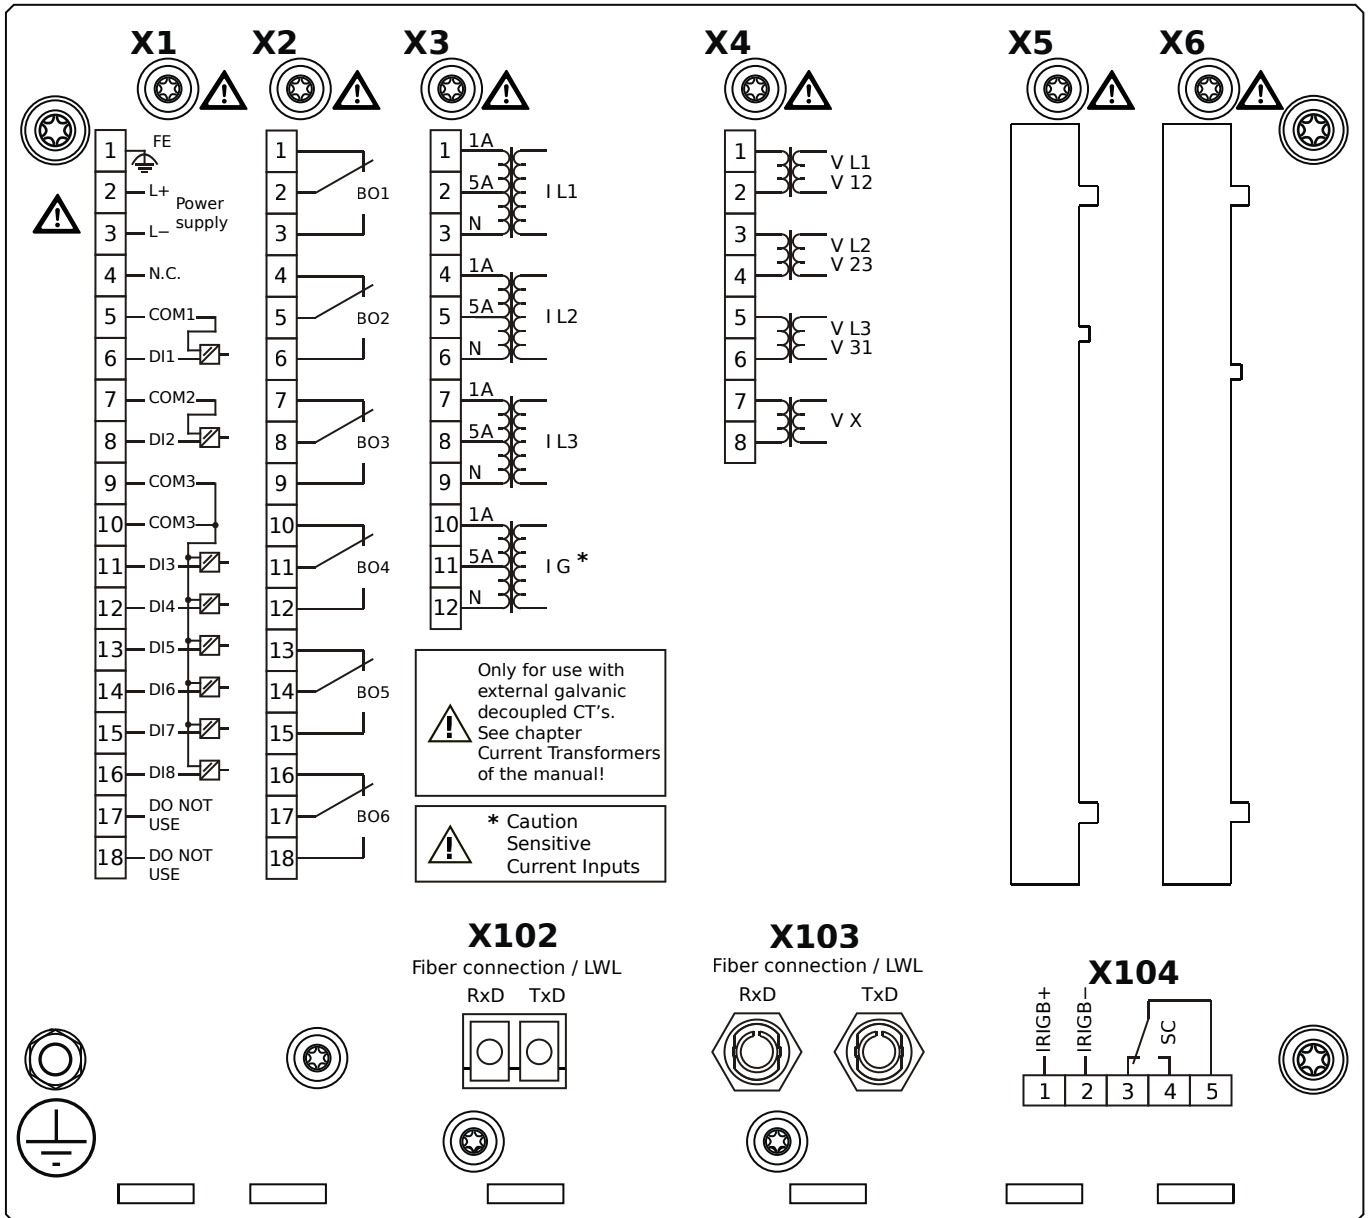 X1 X2 X3 X4 X5 X6
1 FE
2 L+
Power
supply
3 L−
4 N.C.
5 COM1
6 DI1
7 COM2
8 DI2
9 COM3
10 COM3
11 DI3
12 DI4
13 DI5
14 DI6
15 DI7
16 DI8
17 DO NOT
USE
18 DO NOT
USE
1
2 BO1
3
4
5 BO2
6
7
8 BO3
9
10
11 BO4
12
13
14 BO5
15
16
17 BO6
18
1 1A
2 5A I L1
3 N
4 1A
5 5A I L2
6 N
7 1A
8 5A I L3
9 N
10 1A
11 5A I G *
12 N
Only for use with
external galvanic
decoupled CT's.
See chapter
Current Transformers
of the manual!
* Caution
Sensitive
Current Inputs
1 V L1
2 V 12
3 V L2
4 V 23
5 V L3
6 V 31
7 V X
8
X102
Fiber connection / LWL
RxD TxD
X103
Fiber connection / LWL
RxD TxD
X104
IRIGB+ IRIGB− SC
1 2 3 4 5